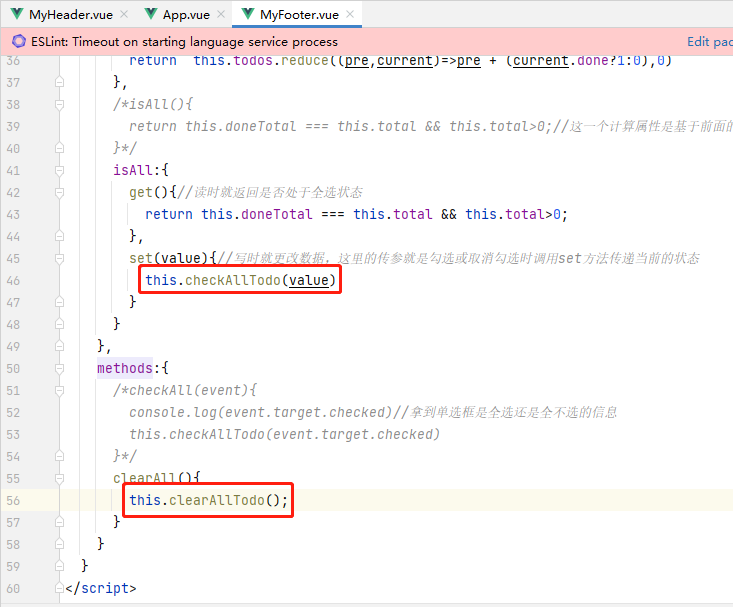 MyHeader.vue × App.vue × MyFooter.vue ×
ESLint: Timeout on starting language service process Edit pac
36 return this.todos.reduce((pre,current)=>pre + (current.done?1:0),0)
37 },
38 /*isAll(){
39 return this.doneTotal === this.total && this.total>0;//这一个计算属性是基于前面的
40 }*/
41 isAll:{
42 get(){//读时就返回是否处于全选状态
43 return this.doneTotal === this.total && this.total>0;
44 },
45 set(value){//写时就更改数据，这里的传参就是勾选或取消勾选时调用set方法传递当前的状态
46 this.checkAllTodo(value)
47 }
48 }
49 },
50 methods:{
51 /*checkAll(event){
52 console.log(event.target.checked)//拿到单选框是全选还是全不选的信息
53 this.checkAllTodo(event.target.checked)
54 }*/
55 clearAll(){
56 this.clearAllTodo();
57 }
58 }
59 }
60 </script>